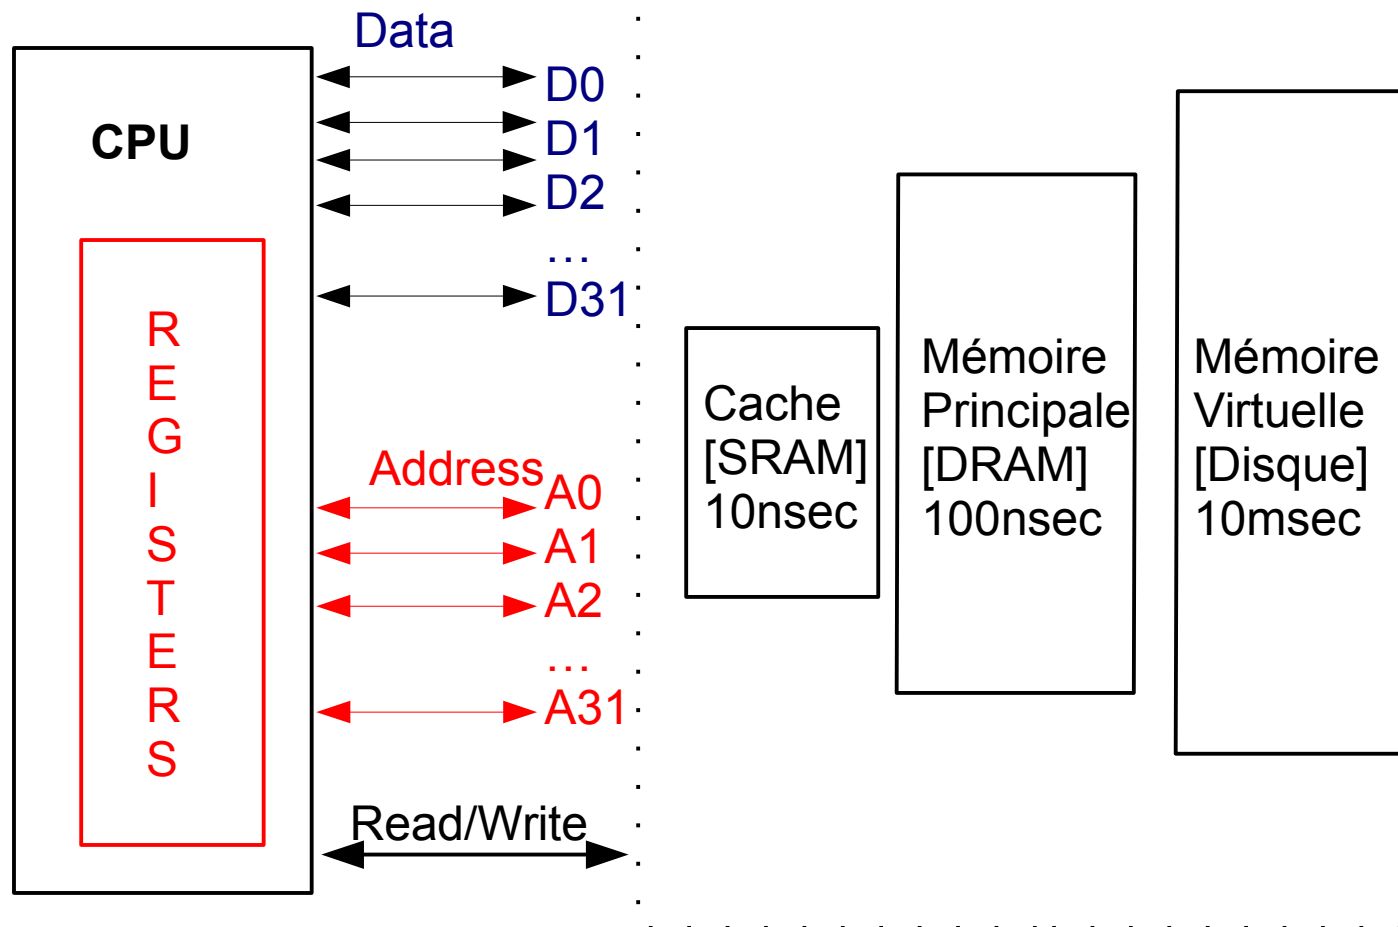 Data
CPU
D0
D1
D2
...
D31
REGISTERS
Address
A0
A1
A2
...
A31
Read/Write
Cache
[SRAM]
10nsec
Mémoire
Principale
[DRAM]
100nsec
Mémoire
Virtuelle
[Disque]
10msec